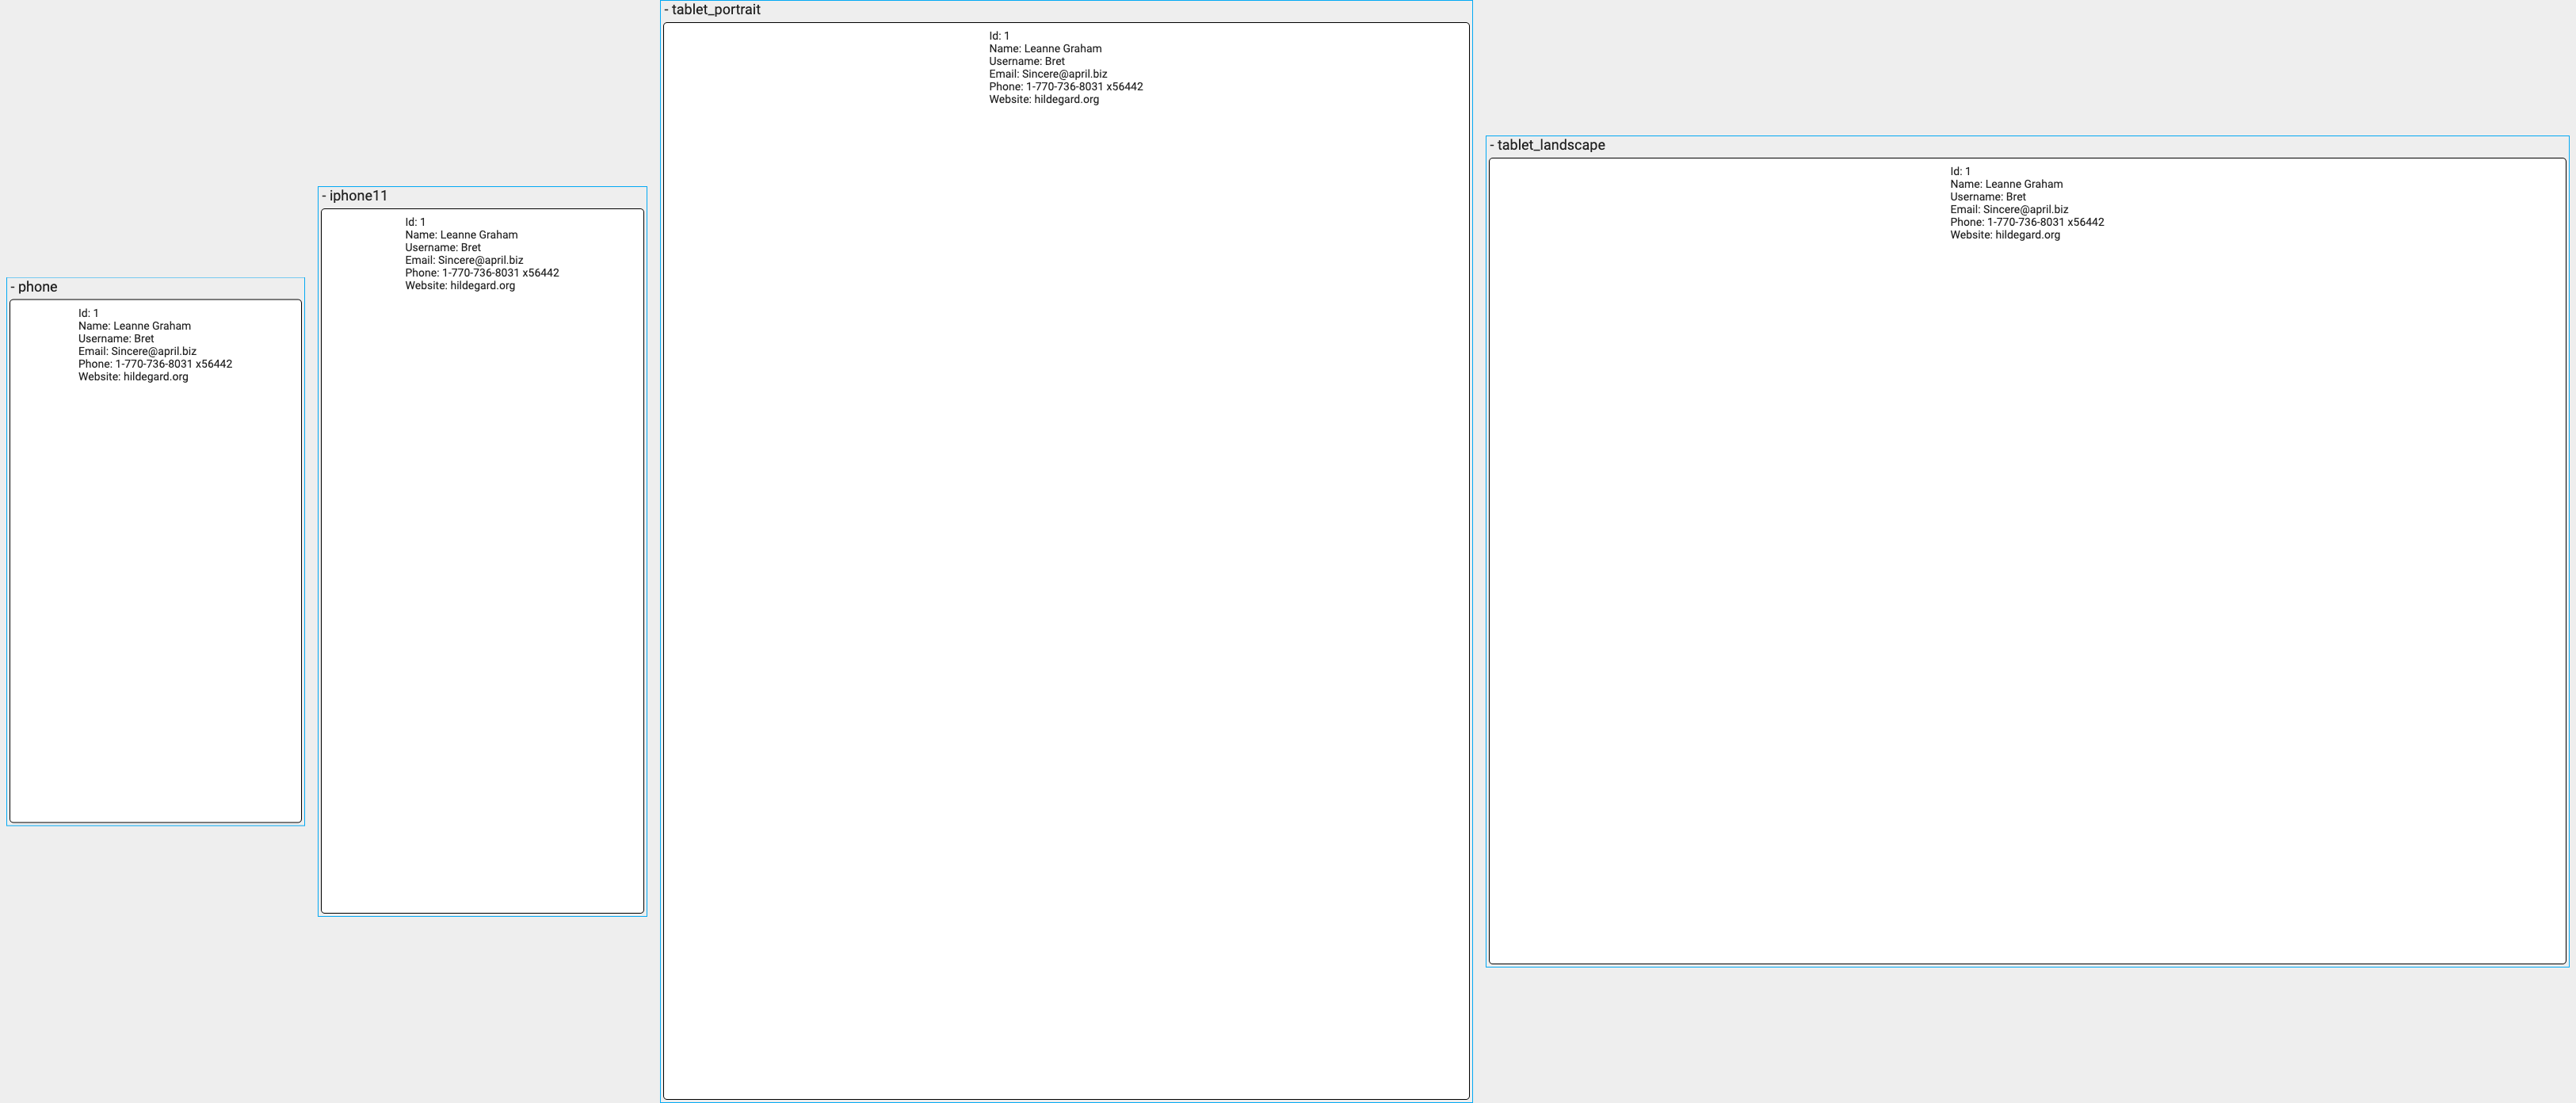 - phone
Id: 1
Name: Leanne Graham
Username: Bret
Email: Sincere@april.biz
Phone: 1-770-736-8031 x56442
Website: hildegard.org
- iphone11
Id: 1
Name: Leanne Graham
Username: Bret
Email: Sincere@april.biz
Phone: 1-770-736-8031 x56442
Website: hildegard.org
- tablet_portrait
Id: 1
Name: Leanne Graham
Username: Bret
Email: Sincere@april.biz
Phone: 1-770-736-8031 x56442
Website: hildegard.org
- tablet_landscape
Id: 1
Name: Leanne Graham
Username: Bret
Email: Sincere@april.biz
Phone: 1-770-736-8031 x56442
Website: hildegard.org